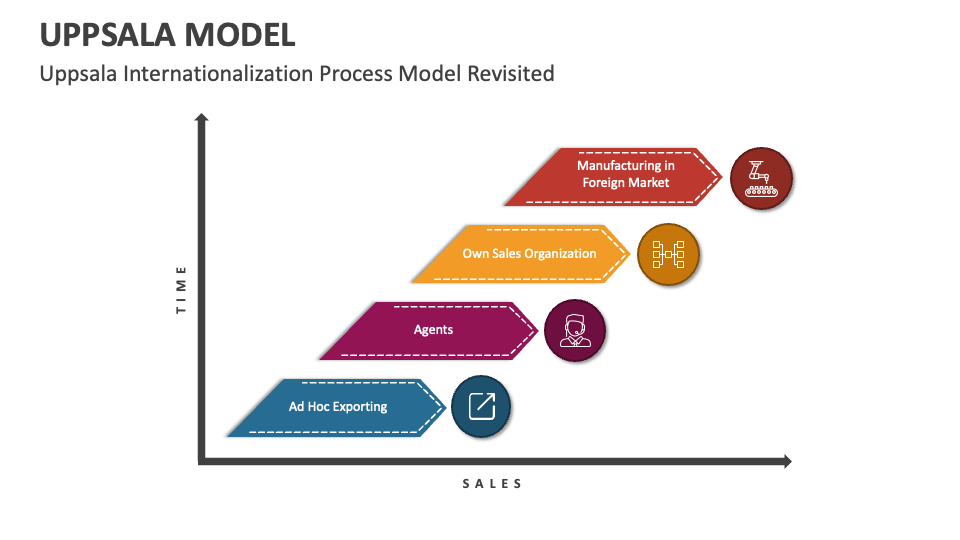 UPPSALA MODEL
Uppsala Internationalization Process Model Revisited
Manufacturing in
Foreign Market
Own Sales Organization
TIME
Agents
Ad Hoc Exporting
SALES